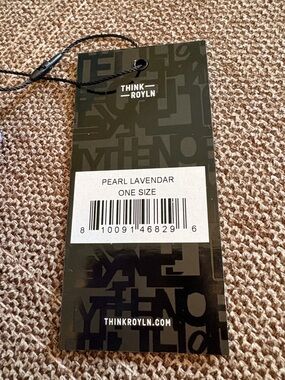 THINK—
—ROYLN
PEARL LAVENDAR
ONE SIZE
8 10091 46829 6
THINKROYLN.COM